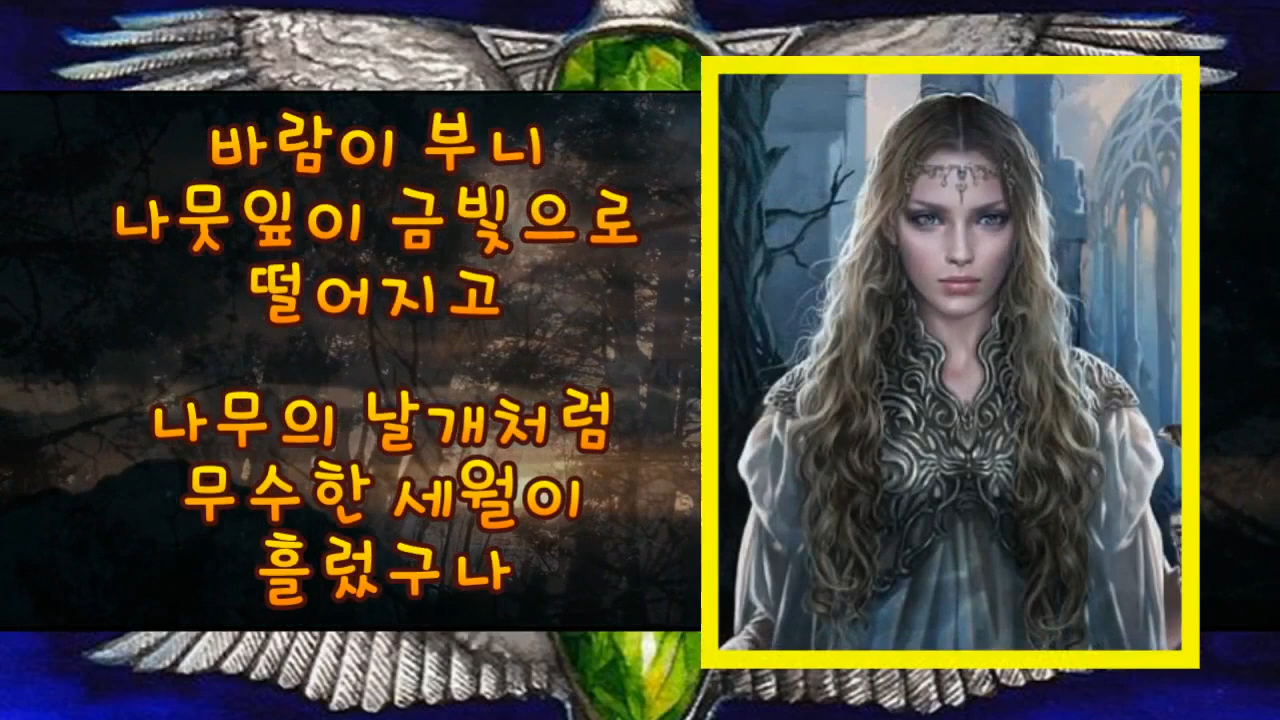 바람이 부니
나뭇잎이 금빛으로
떨어지고
나무의 날개처럼
무수한 세월이
흘렀구나